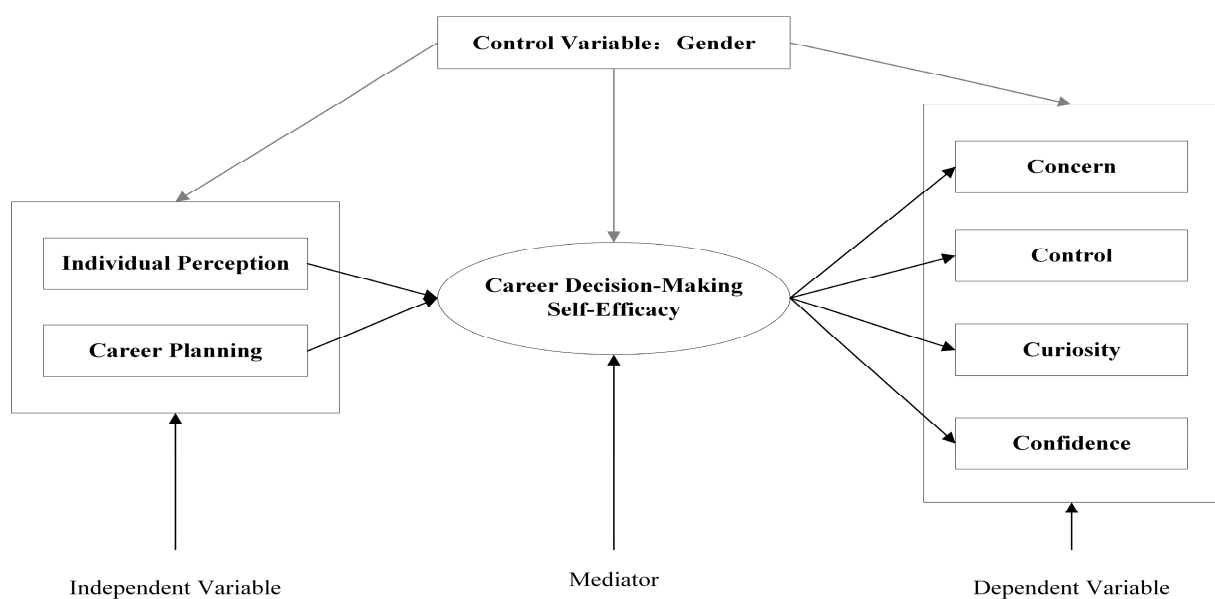 Control Variable：Gender
Individual Perception
Career Planning
Career Decision-Making
Self-Efficacy
Concern
Control
Curiosity
Confidence
Independent Variable
Mediator
Dependent Variable